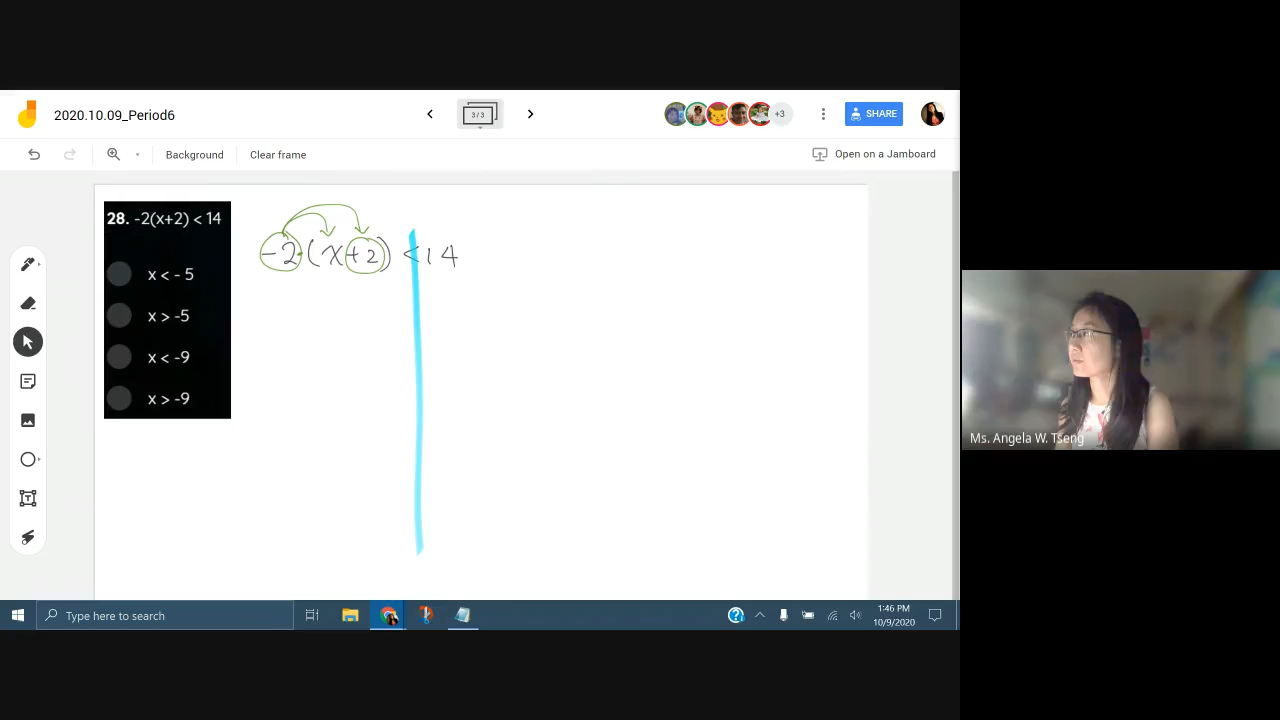 2020.10.09_Period6
3 / 3
+3
SHARE
Background
Clear frame
Open on a Jamboard
28. -2(x+2) < 14
x < - 5
x > -5
x < -9
x > -9
-2·(x+2) < 14
Ms. Angela W. Tseng
Type here to search
1:46 PM
10/9/2020